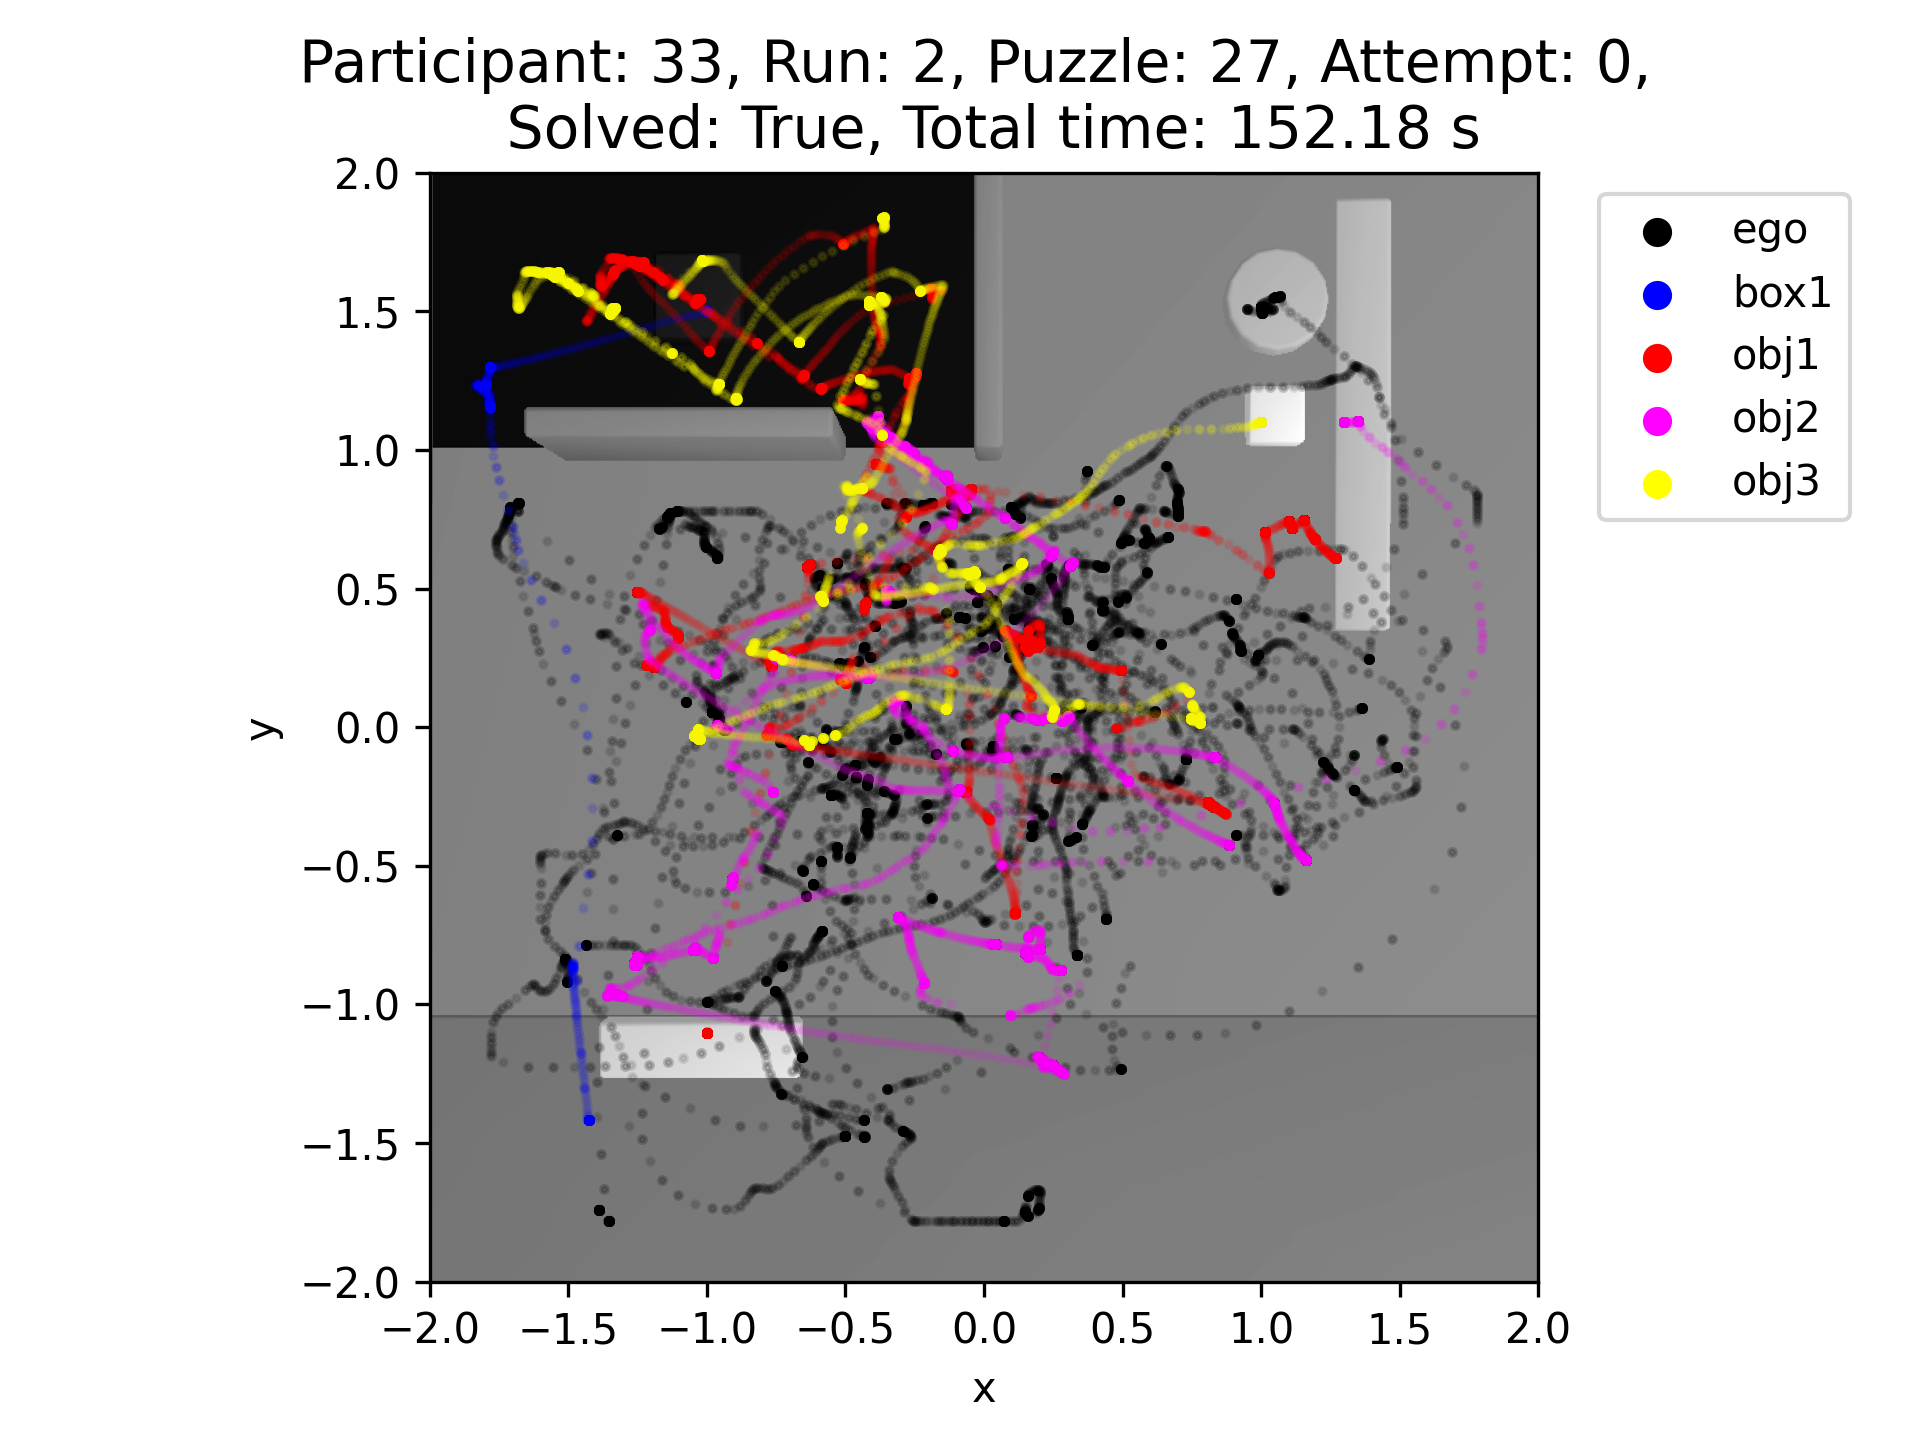 Participant: 33, Run: 2, Puzzle: 27, Attempt: 0,
Solved: True, Total time: 152.18 s
2.0
1.5
1.0
0.5
0.0
−0.5
−1.0
−1.5
−2.0
y
−2.0 −1.5 −1.0 −0.5 0.0 0.5 1.0 1.5 2.0
x
ego
box1
obj1
obj2
obj3